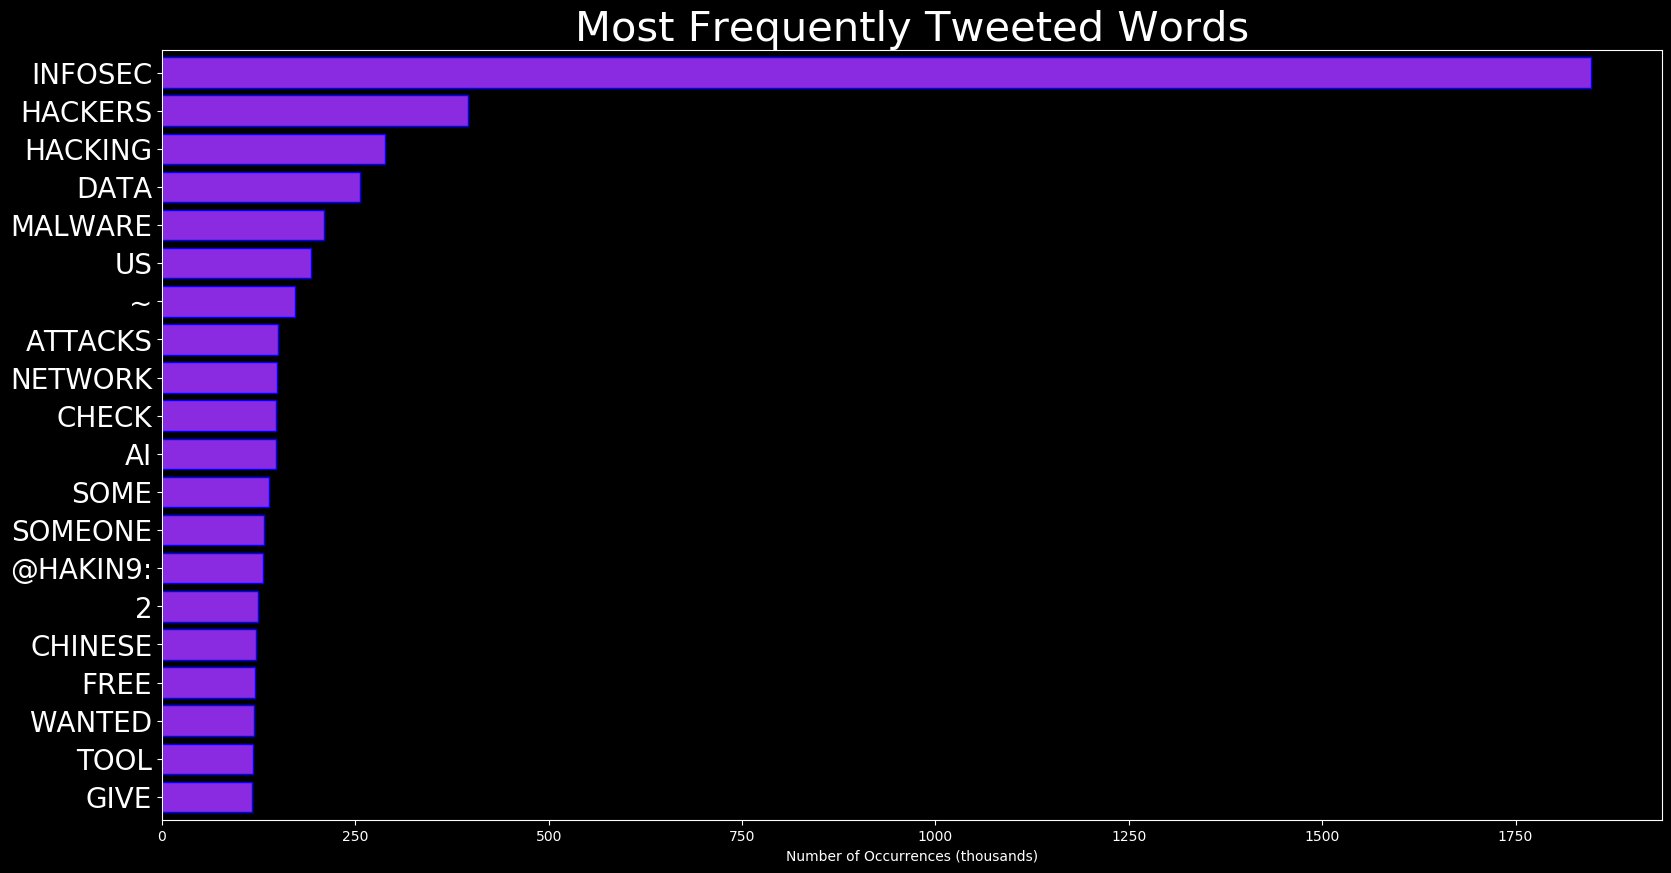 Most Frequently Tweeted Words
INFOSEC
HACKERS
HACKING
DATA
MALWARE
US
~
ATTACKS
NETWORK
CHECK
AI
SOME
SOMEONE
@HAKIN9:
2
CHINESE
FREE
WANTED
TOOL
GIVE
0 250 500 750 1000 1250 1500 1750
Number of Occurrences (thousands)